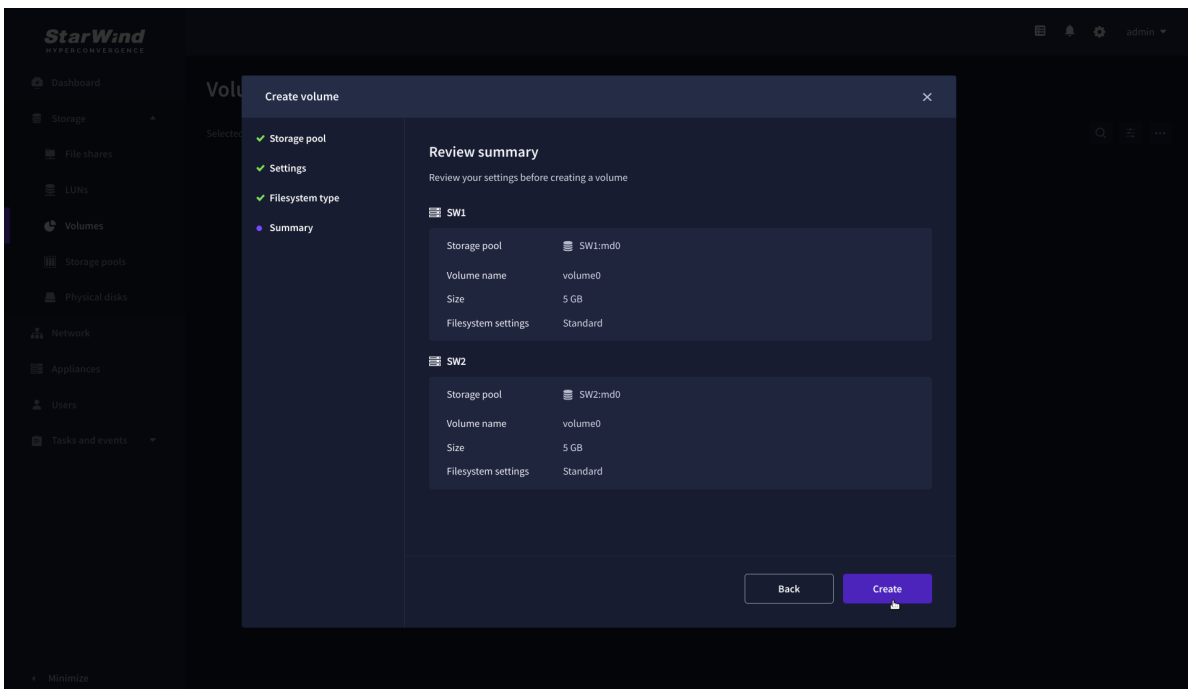 StarWind
HYPERCONVERGENCE
admin
Dashboard
Storage
File shares
LUNs
Volumes
Storage pools
Physical disks
Network
Appliances
Users
Tasks and events
Minimize
Selected
Create volume
Storage pool
Settings
Filesystem type
Summary
Review summary
Review your settings before creating a volume
SW1
Storage pool SW1:md0
Volume name volume0
Size 5 GB
Filesystem settings Standard
SW2
Storage pool SW2:md0
Volume name volume0
Size 5 GB
Filesystem settings Standard
Back
Create